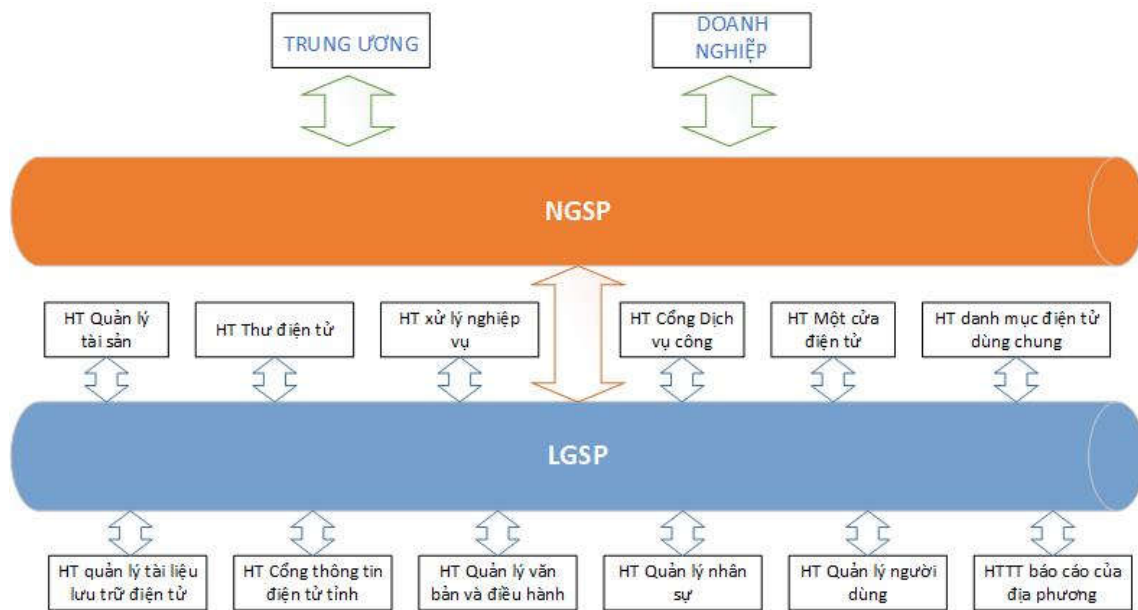 TRUNG ƯƠNG
DOANH
NGHIỆP
NGSP
HT Quản lý
tài sản
HT Thư điện tử
HT xử lý nghiệp
vụ
HT Cổng Dịch
vụ công
HT Một cửa
điện tử
HT danh mục điện tử
dùng chung
LGSP
HT quản lý tài liệu
lưu trữ điện tử
HT Cổng thông tin
điện tử tỉnh
HT Quản lý văn
bản và điều hành
HT Quản lý nhân
sự
HT Quản lý người
dùng
HTTT báo cáo của
địa phương